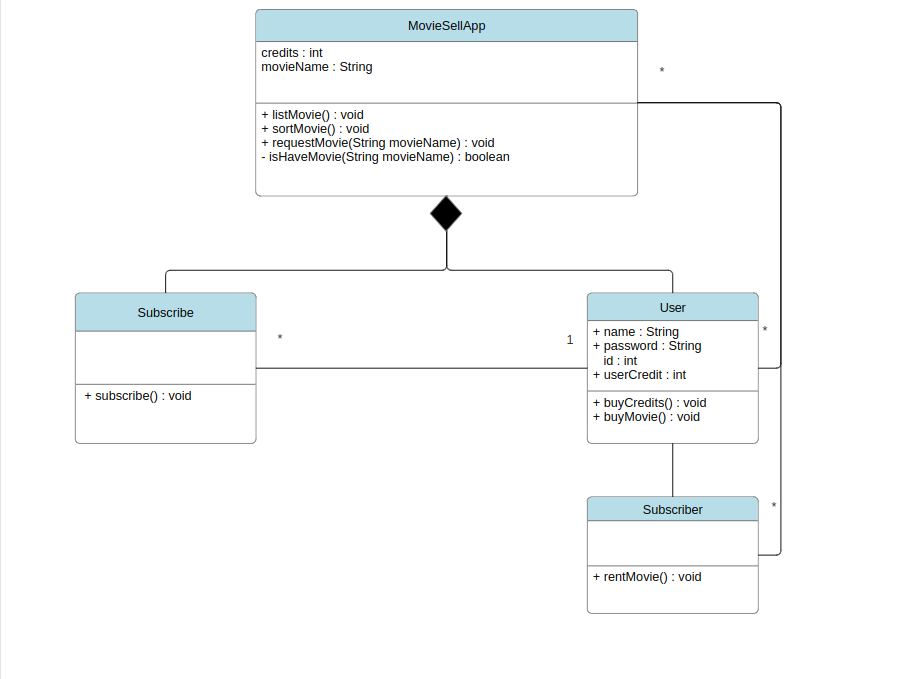 MovieSellApp
credits : int
movieName : String
*
+ listMovie() : void
+ sortMovie() : void
+ requestMovie(String movieName) : void
- isHaveMovie(String movieName) : boolean
Subscribe
+ subscribe() : void
*
1
User
+ name : String
+ password : String
id : int
+ userCredit : int
*
+ buyCredits() : void
+ buyMovie() : void
Subscriber
*
+ rentMovie() : void